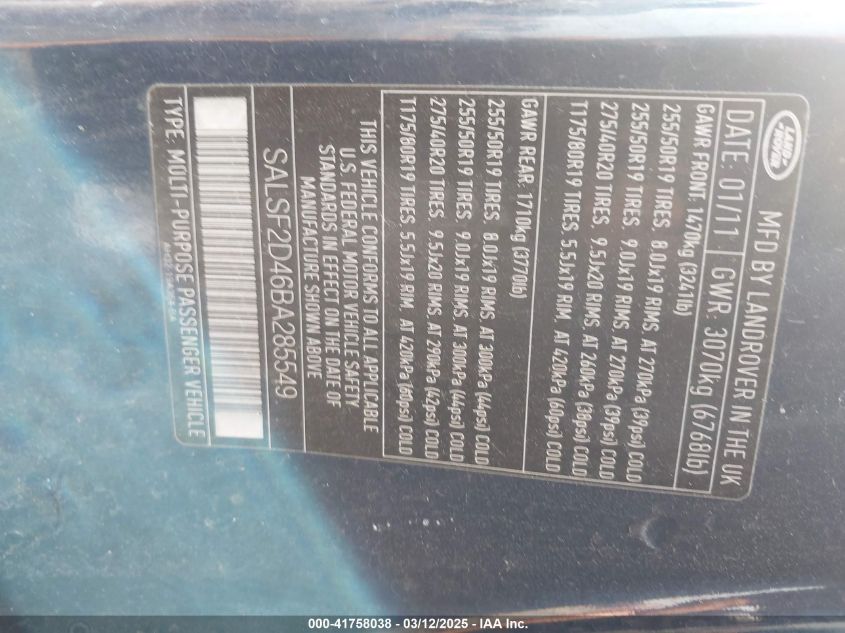 LAND
ROVER
MFD BY LANDROVER IN THE UK
DATE: 01/11 GWR: 3070kg (6768lb)
GAWR FRONT: 1470kg (3241lb)
255/50R19 TIRES, 8.0Jx19 RIMS, AT 270kPa (39psi) COLD
255/50R19 TIRES, 9.0Jx19 RIMS, AT 270kPa (39psi) COLD
275/40R20 TIRES, 9.5Jx20 RIMS, AT 260kPa (38psi) COLD
T175/80R19 TIRES, 5.5Jx19 RIM, AT 420kPa (60psi) COLD
GAWR REAR: 1710kg (3770lb)
255/50R19 TIRES, 8.0Jx19 RIMS, AT 300kPa (44psi) COLD
255/50R19 TIRES, 9.0Jx19 RIMS, AT 300kPa (44psi) COLD
275/40R20 TIRES, 9.5Jx20 RIMS, AT 290kPa (42psi) COLD
T175/80R19 TIRES, 5.5Jx19 RIM, AT 420kPa (60psi) COLD
THIS VEHICLE CONFORMS TO ALL APPLICABLE
U.S. FEDERAL MOTOR VEHICLE SAFETY
STANDARDS IN EFFECT ON THE DATE OF
MANUFACTURE SHOWN ABOVE
SALSF2D46BA285549
TYPE: MULTI-PURPOSE PASSENGER VEHICLE
000-41758038 - 03/12/2025 - IAA Inc.